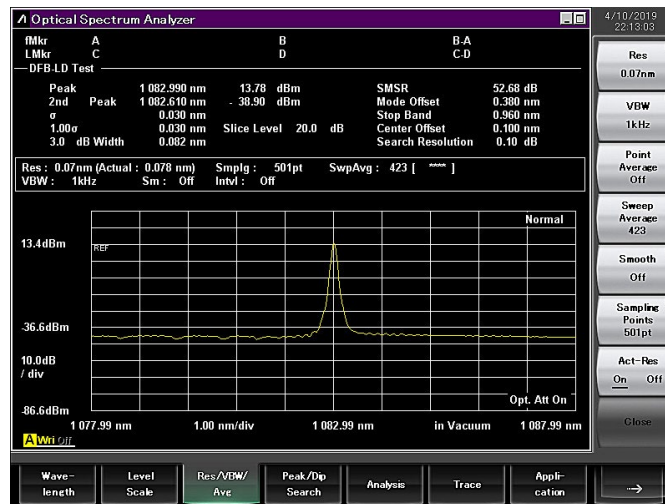 Optical Spectrum Analyzer
4/10/2019
22:13:03
fMkr A B B-A
LMkr C D C-D
DFB-LD Test
Peak 1 082.990 nm 13.78 dBm SMSR 52.68 dB
2nd Peak 1 082.610 nm - 38.90 dBm Mode Offset 0.380 nm
σ 0.030 nm Stop Band 0.960 nm
1.00σ 0.030 nm Slice Level 20.0 dB Center Offset 0.100 nm
3.0 dB Width 0.082 nm Search Resolution 0.10 dB
Res : 0.07nm (Actual : 0.078 nm) Smplg : 501pt SwpAvg : 423 [ **** ]
VBW : 1kHz Sm : Off Intvl : Off
Normal
13.4dBm
REF
-36.6dBm
10.0dB
/ div
Opt. Att On
-86.6dBm
1 077.99 nm 1.00 nm/div 1 082.99 nm in Vacuum 1 087.99 nm
A Wri Off
Res
0.07nm
VBW
1kHz
Point
Average
Off
Sweep
Average
423
Smooth
Off
Sampling
Points
501pt
Act-Res
On Off
Close
Wave-
length
Level
Scale
Res/VBW/
Avg
Peak/Dip
Search
Analysis
Trace
Appli-
cation